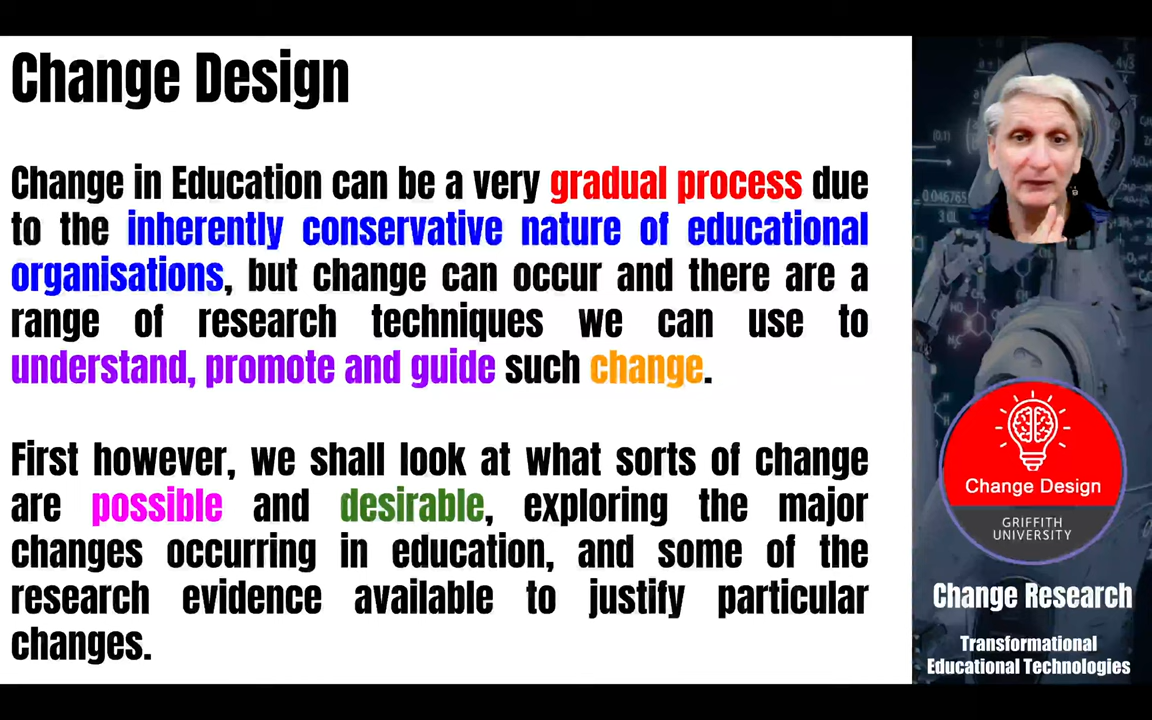 Change Design
Change in Education can be a very gradual process due
to the inherently conservative nature of educational
organisations, but change can occur and there are a
range of research techniques we can use to
understand, promote and guide such change.
First however, we shall look at what sorts of change
are possible and desirable, exploring the major
changes occurring in education, and some of the
research evidence available to justify particular
changes.
0.046765
Change Design
GRIFFITH
UNIVERSITY
Change Research
Transformational
Educational Technologies